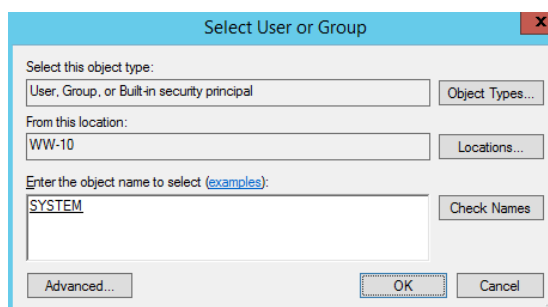 Select User or Group
x
Select this object type:
User, Group, or Built-in security principal
Object Types...
From this location:
WW-10
Locations...
Enter the object name to select (examples):
SYSTEM
Check Names
Advanced...
OK
Cancel